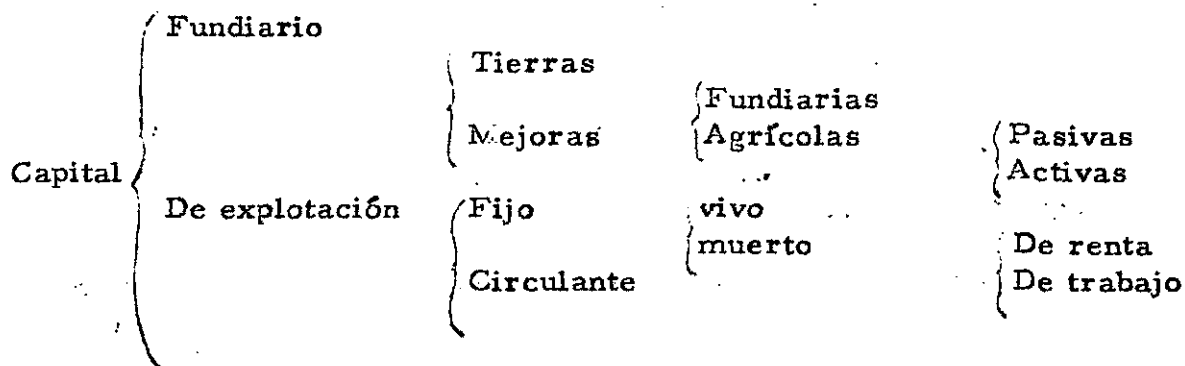 Fundiario
Tierras
Fundiarias
Mejoras Agrícolas Pasivas
Capital Activas
De explotación Fijo vivo
muerto De renta
Circulante De trabajo